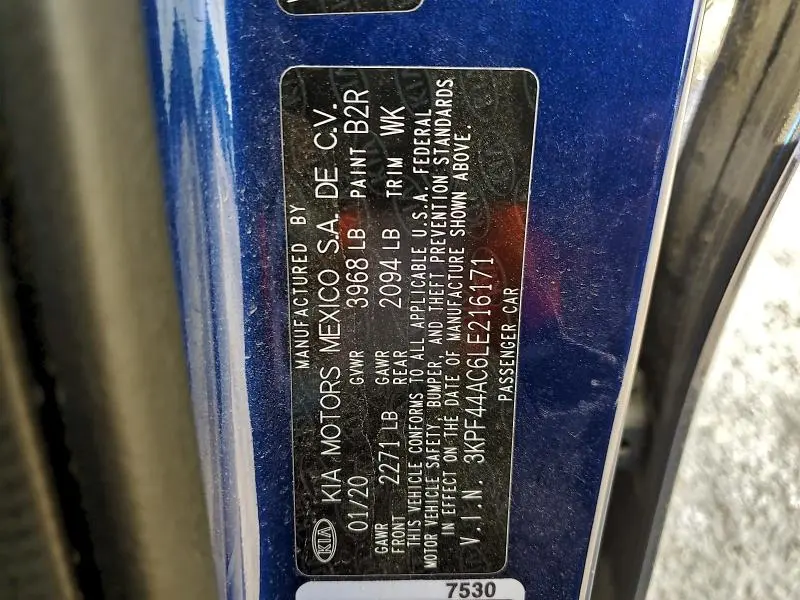 MANUFACTURED BY
KIA KIA MOTORS MEXICO S.A. DE C.V.
01/20 GVWR 3968 LB PAINT B2R
GAWR FRONT 2271 LB GAWR REAR 2094 LB TRIM WK
THIS VEHICLE CONFORMS TO ALL APPLICABLE U.S.A. FEDERAL
MOTOR VEHICLE SAFETY, BUMPER, AND THEFT PREVENTION STANDARDS
IN EFFECT ON THE DATE OF MANUFACTURE SHOWN ABOVE.
V.I.N. 3KPF44AC6LE216171
PASSENGER CAR
7530